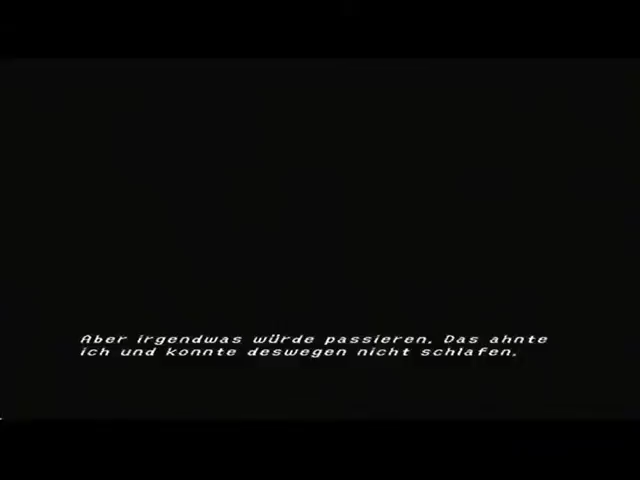 Aber irgendwas würde passieren. Das ahnte
ich und konnte deswegen nicht schlafen.